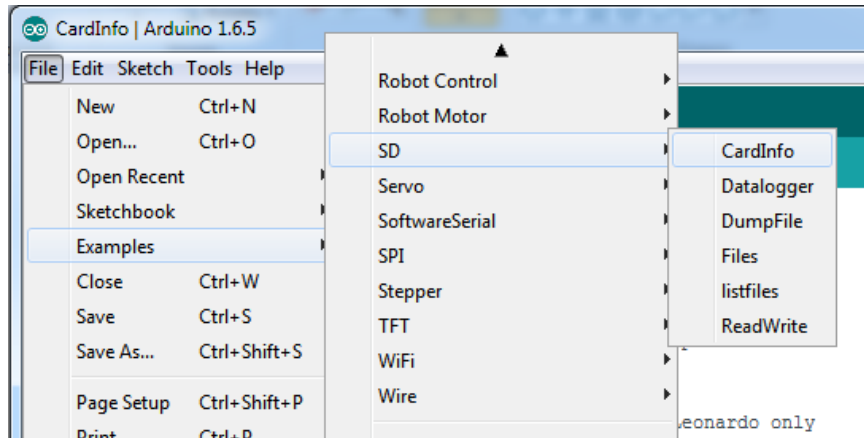 CardInfo | Arduino 1.6.5
File Edit Sketch Tools Help
New Ctrl+N
Open... Ctrl+O
Open Recent
Sketchbook
Examples
Close Ctrl+W
Save Ctrl+S
Save As... Ctrl+Shift+S
Page Setup Ctrl+Shift+P
Print Ctrl+P
Robot Control
Robot Motor
SD
Servo
SoftwareSerial
SPI
Stepper
TFT
WiFi
Wire
CardInfo
Datalogger
DumpFile
Files
listfiles
ReadWrite
eonardo only